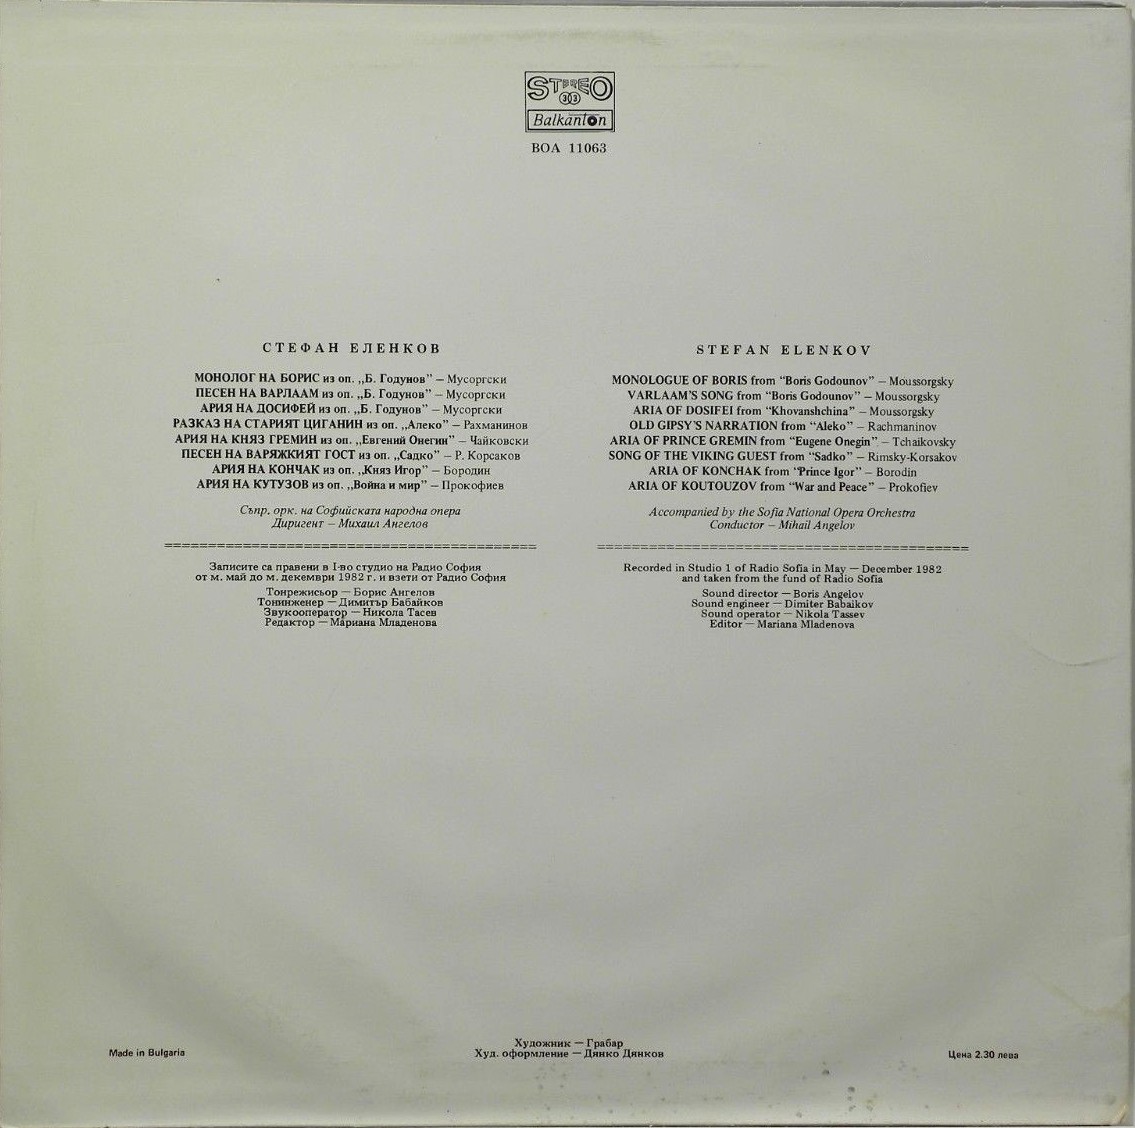 STEREO
33
Balkanton
ВОА 11063
СТЕФАН ЕЛЕНКОВ
МОНОЛОГ НА БОРИС из оп. „Б. Годунов” — Мусоргски
ПЕСЕН НА ВАРЛААМ из оп. „Б. Годунов” — Мусоргски
АРИЯ НА ДОСИФЕЙ из оп. „Б. Годунов” — Мусоргски
РАЗКАЗ НА СТАРИЯТ ЦИГАНИН из оп. „Алеко” — Рахманинов
АРИЯ НА КНЯЗ ГРЕМИН из оп. „Евгений Онегин” — Чайковски
ПЕСЕН НА ВАРЯЖКИЯТ ГОСТ из оп. „Садко” — Р. Корсаков
АРИЯ НА КОНЧАК из оп. „Княз Игор” — Бородин
АРИЯ НА КУТУЗОВ из оп. „Война и мир” — Прокофиев
Съпр. орк. на Софийската народна опера
Диригент — Михаил Ангелов
Записите са правени в I-во студио на Радио София
от м. май до м. декември 1982 г. и взети от Радио София
Тонрежисьор — Борис Ангелов
Тонинженер — Димитър Бабайков
Звукооператор — Никола Тасев
Редактор — Мариана Младенова
STEFAN ELENKOV
MONOLOGUE OF BORIS from “Boris Godounov” — Moussorgsky
VARLAAM'S SONG from “Boris Godounov” — Moussorgsky
ARIA OF DOSIFEI from “Khovanshchina” — Moussorgsky
OLD GIPSY'S NARRATION from “Aleko” — Rachmaninov
ARIA OF PRINCE GREMIN from “Eugene Onegin” — Tchaikovsky
SONG OF THE VIKING GUEST from “Sadko” — Rimsky-Korsakov
ARIA OF KONCHAK from “Prince Igor” — Borodin
ARIA OF KOUTOUZOV from “War and Peace” — Prokofiev
Accompanied by the Sofia National Opera Orchestra
Conductor — Mihail Angelov
Recorded in Studio 1 of Radio Sofia in May — December 1982
and taken from the fund of Radio Sofia
Sound director — Boris Angelov
Sound engineer — Dimiter Babaikov
Sound operator — Nikola Tassev
Editor — Mariana Mladenova
Made in Bulgaria
Художник — Грабар
Худ. оформление — Дянко Дянков
Цена 2.30 лева